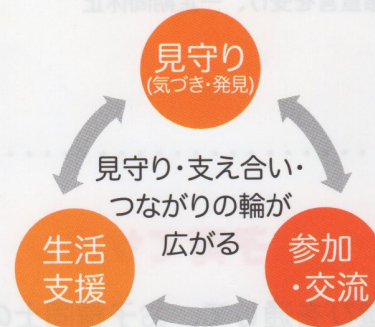 見守り
(気づき・発見)
見守り・支え合い・
つながりの輪が
広がる
生活
支援
参加
・交流